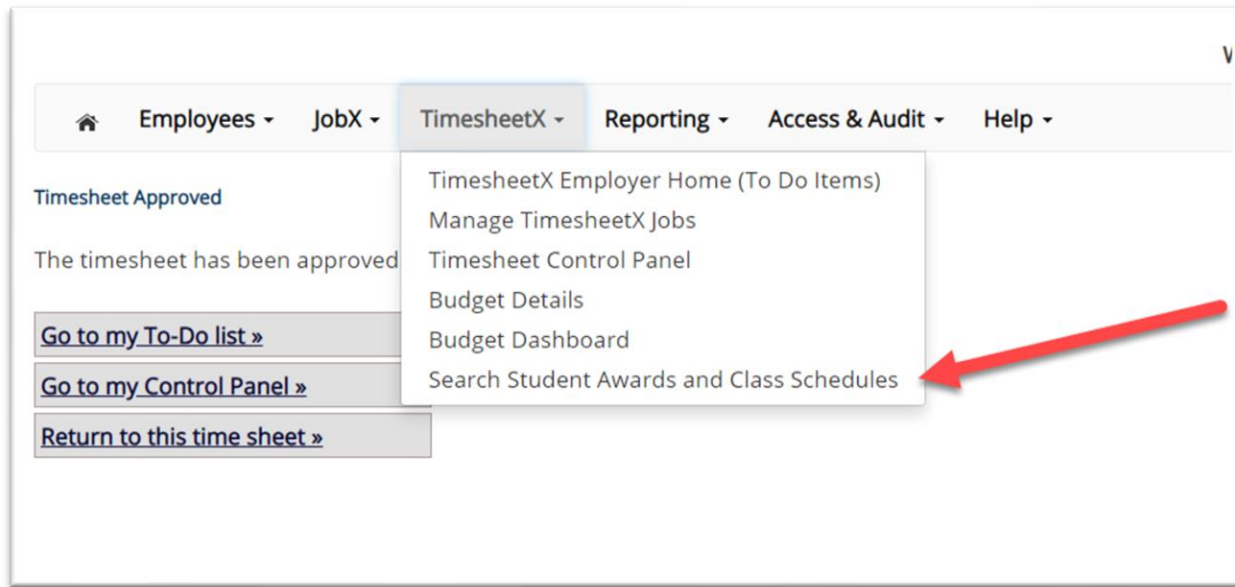 Employees JobX TimesheetX Reporting Access & Audit Help
TimesheetX Employer Home (To Do Items)
Manage TimesheetX Jobs
Timesheet Control Panel
Budget Details
Budget Dashboard
Search Student Awards and Class Schedules
Timesheet Approved
The timesheet has been approved
Go to my To-Do list »
Go to my Control Panel »
Return to this time sheet »